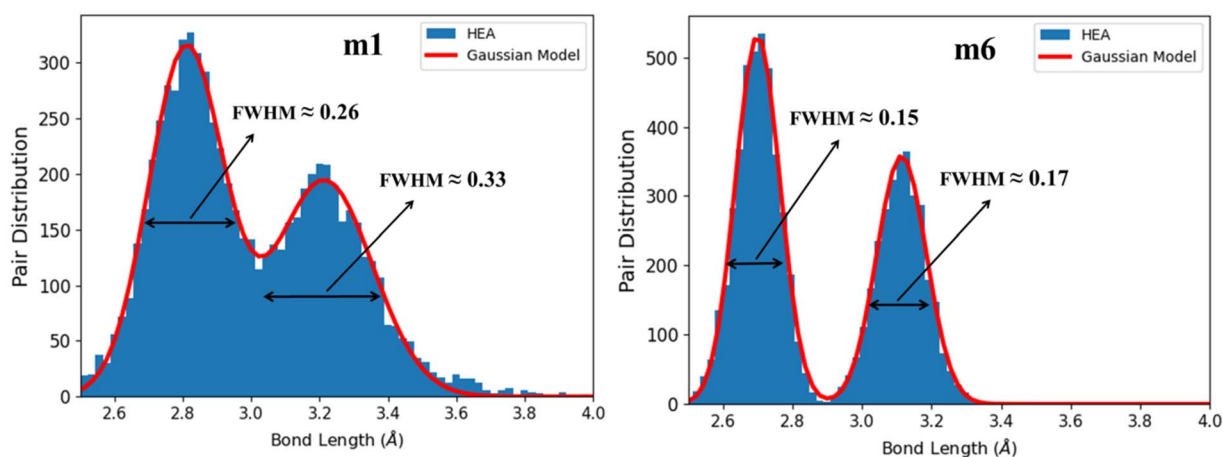 m1
HEA
Gaussian Model
FWHM ≈ 0.26
FWHM ≈ 0.33
Pair Distribution
300
250
200
150
100
50
0
2.6 2.8 3.0 3.2 3.4 3.6 3.8 4.0
Bond Length (Å)
m6
HEA
Gaussian Model
FWHM ≈ 0.15
FWHM ≈ 0.17
Pair Distribution
500
400
300
200
100
0
2.6 2.8 3.0 3.2 3.4 3.6 3.8 4.0
Bond Length (Å)